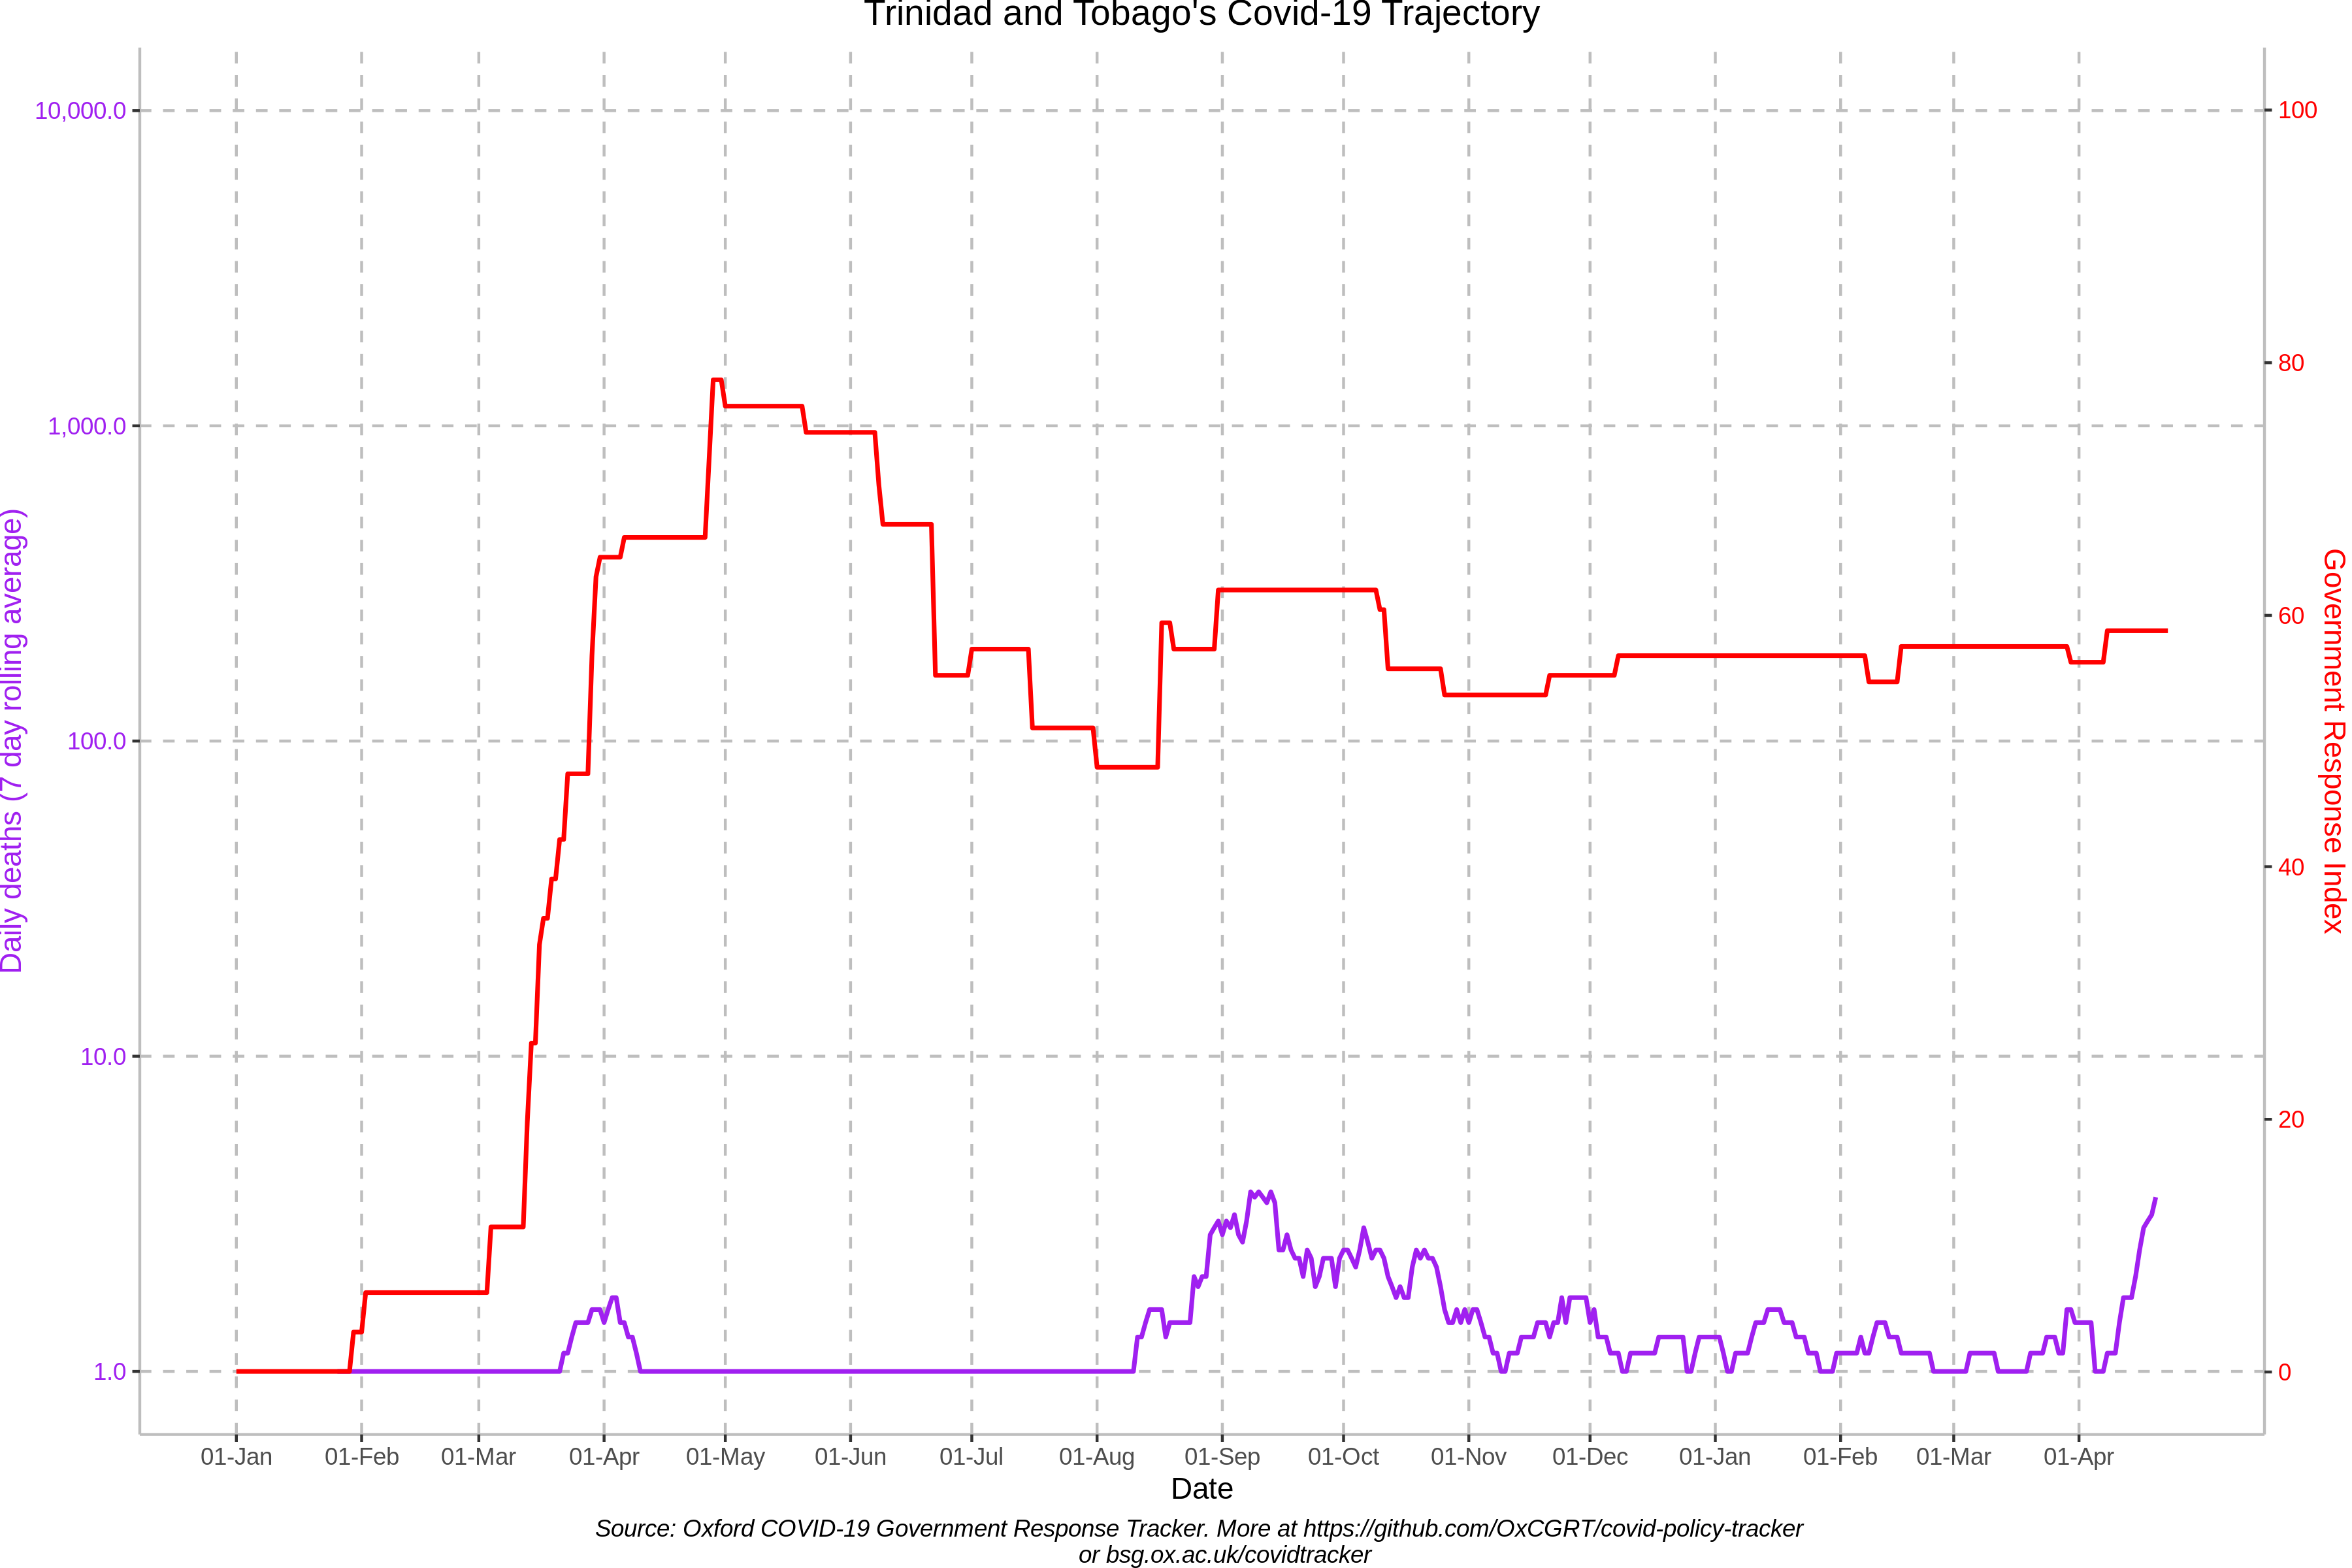 Trinidad and Tobago's Covid-19 Trajectory
10,000.0
1,000.0
100.0
10.0
1.0
Daily deaths (7 day rolling average)
100
80
60
40
20
0
Government Response Index
01-Jan 01-Feb 01-Mar 01-Apr 01-May 01-Jun 01-Jul 01-Aug 01-Sep 01-Oct 01-Nov 01-Dec 01-Jan 01-Feb 01-Mar 01-Apr
Date
Source: Oxford COVID-19 Government Response Tracker. More at https://github.com/OxCGRT/covid-policy-tracker
or bsg.ox.ac.uk/covidtracker